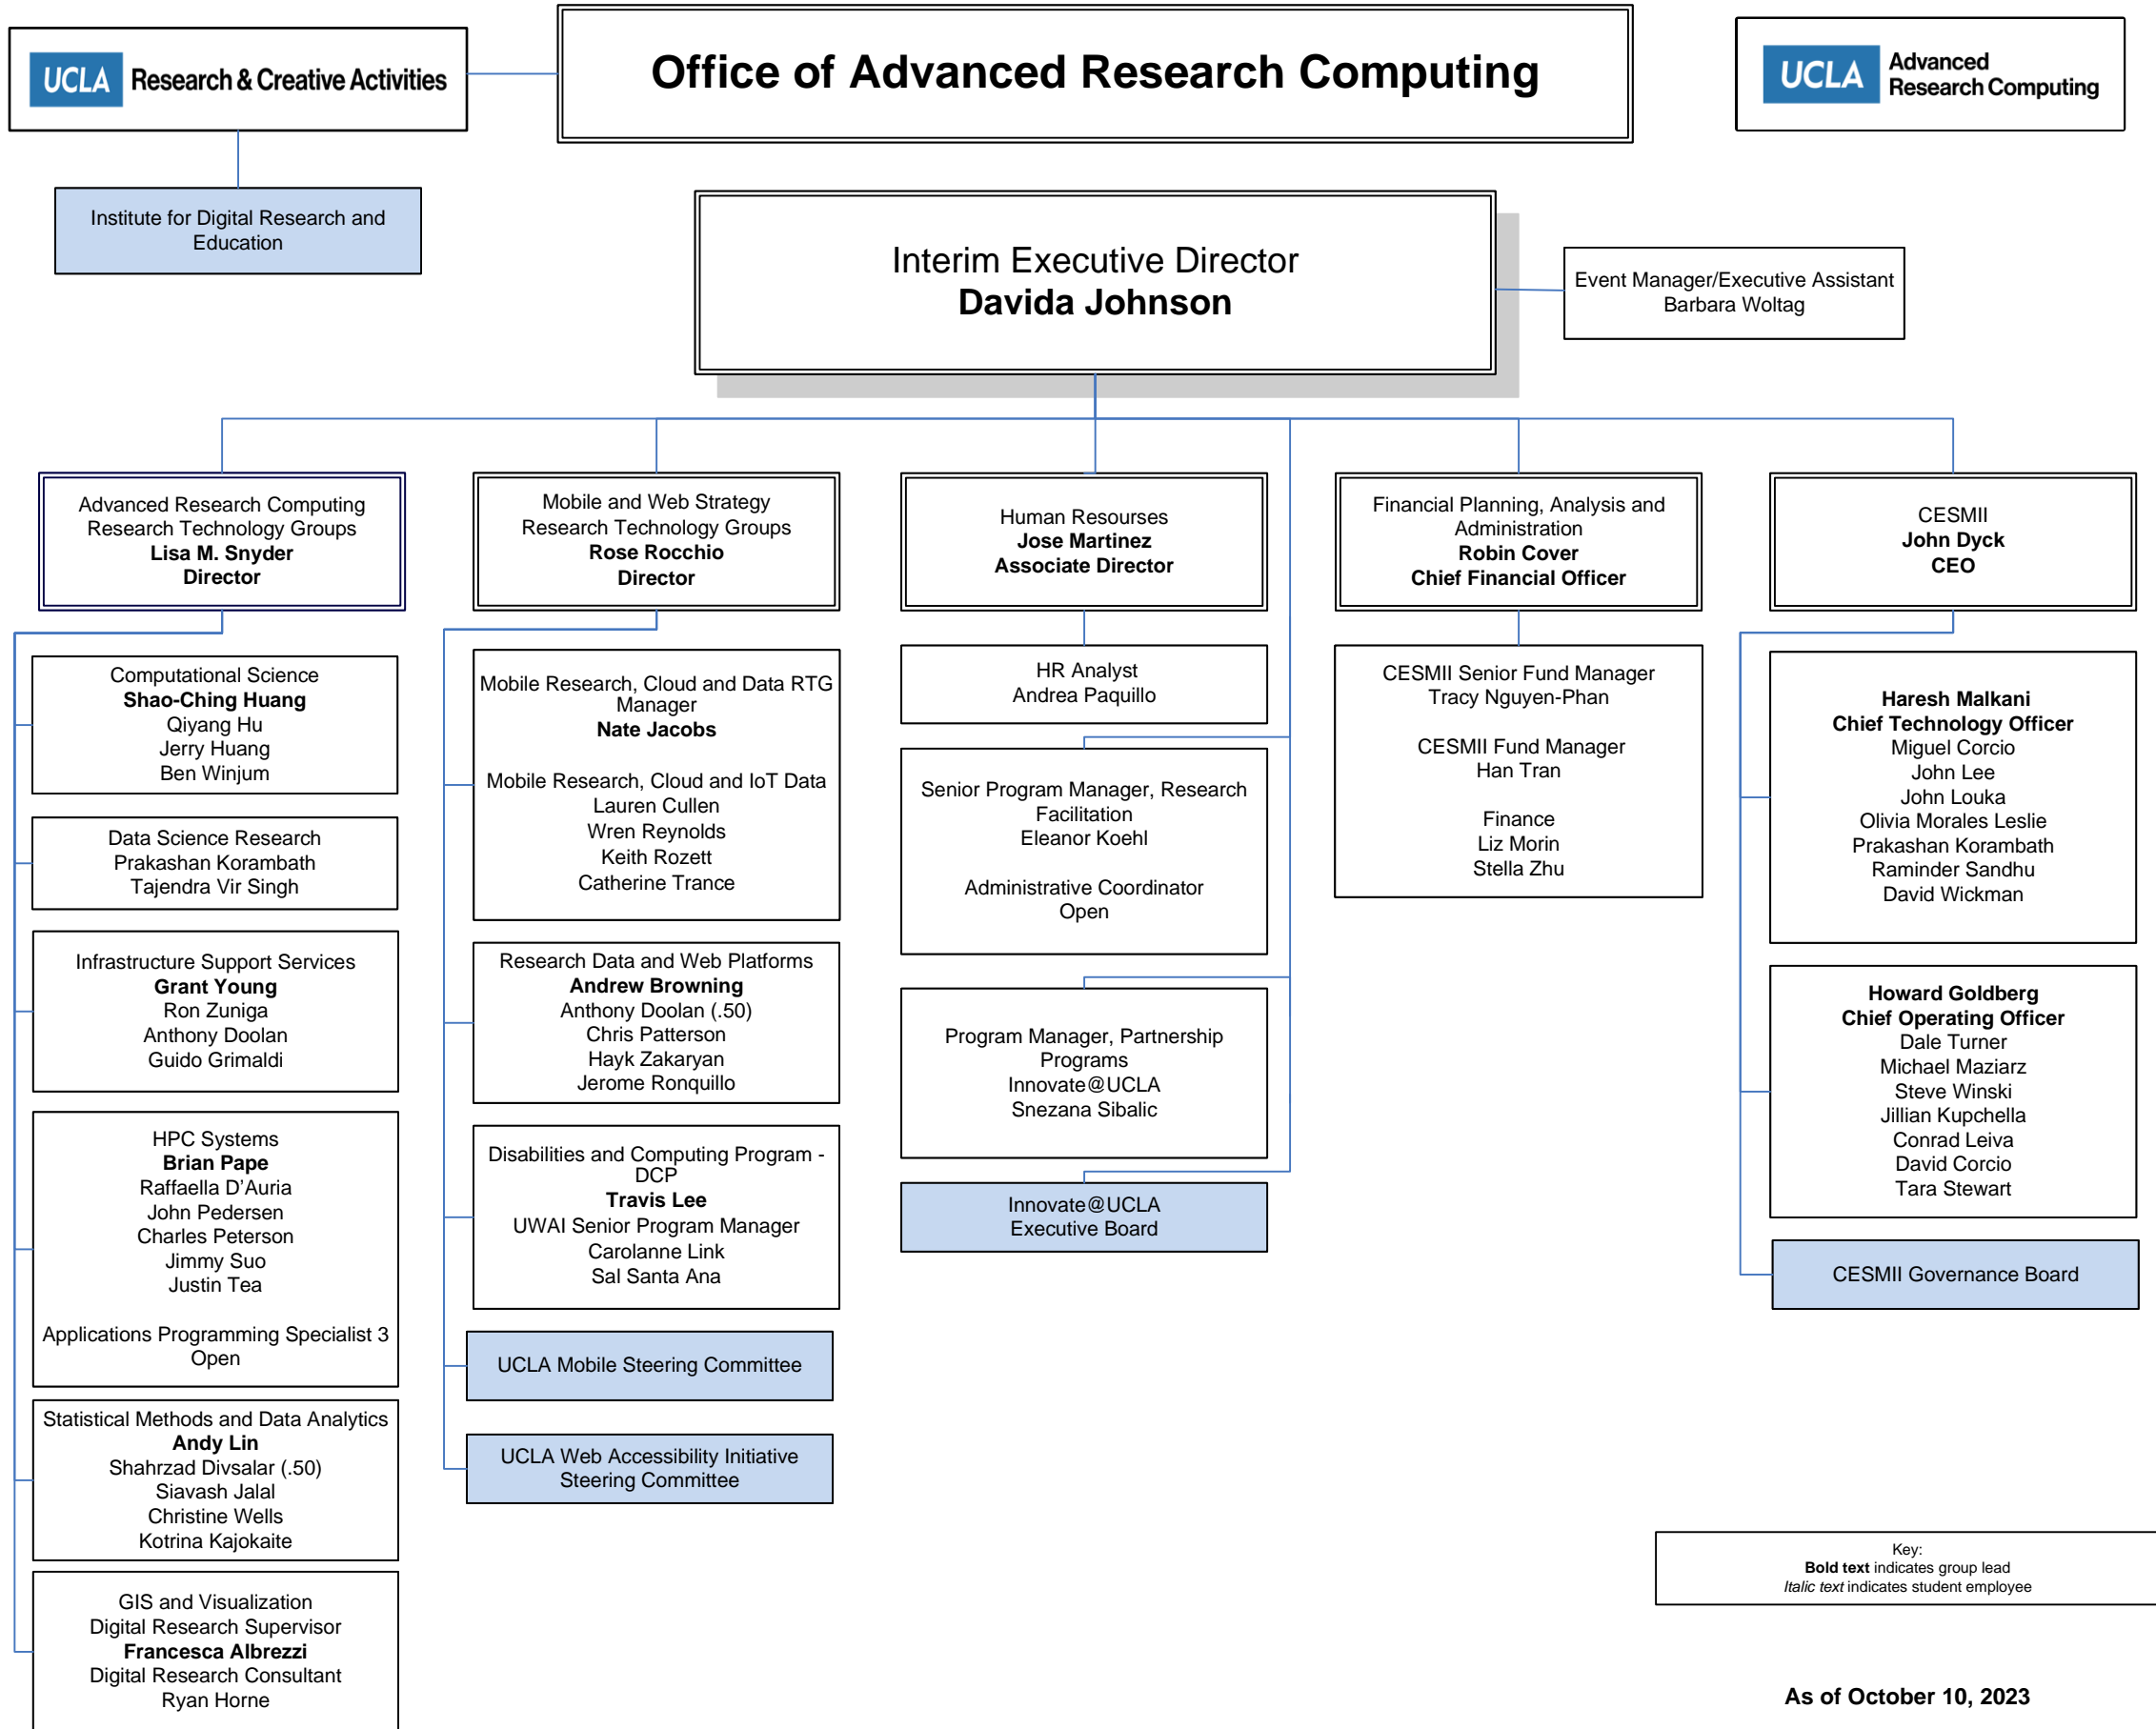 UCLA Research & Creative Activities
Office of Advanced Research Computing
UCLA Advanced
Research Computing
Institute for Digital Research and
Education
Interim Executive Director
Davida Johnson
Event Manager/Executive Assistant
Barbara Woltag
Advanced Research Computing
Research Technology Groups
Lisa M. Snyder
Director
Mobile and Web Strategy
Research Technology Groups
Rose Rocchio
Director
Human Resourses
Jose Martinez
Associate Director
Financial Planning, Analysis and
Administration
Robin Cover
Chief Financial Officer
CESMII
John Dyck
CEO
Computational Science
Shao-Ching Huang
Qiyang Hu
Jerry Huang
Ben Winjum
Data Science Research
Prakashan Korambath
Tajendra Vir Singh
Infrastructure Support Services
Grant Young
Ron Zuniga
Anthony Doolan
Guido Grimaldi
HPC Systems
Brian Pape
Raffaella D’Auria
John Pedersen
Charles Peterson
Jimmy Suo
Justin Tea
Applications Programming Specialist 3
Open
Statistical Methods and Data Analytics
Andy Lin
Shahrzad Divsalar (.50)
Siavash Jalal
Christine Wells
Kotrina Kajokaite
GIS and Visualization
Digital Research Supervisor
Francesca Albrezzi
Digital Research Consultant
Ryan Horne
Mobile Research, Cloud and Data RTG
Manager
Nate Jacobs
Mobile Research, Cloud and IoT Data
Lauren Cullen
Wren Reynolds
Keith Rozett
Catherine Trance
Research Data and Web Platforms
Andrew Browning
Anthony Doolan (.50)
Chris Patterson
Hayk Zakaryan
Jerome Ronquillo
Disabilities and Computing Program -
DCP
Travis Lee
UWAI Senior Program Manager
Carolanne Link
Sal Santa Ana
UCLA Mobile Steering Committee
UCLA Web Accessibility Initiative
Steering Committee
HR Analyst
Andrea Paquillo
Senior Program Manager, Research
Facilitation
Eleanor Koehl
Administrative Coordinator
Open
Program Manager, Partnership
Programs
Innovate@UCLA
Snezana Sibalic
Innovate@UCLA
Executive Board
CESMII Senior Fund Manager
Tracy Nguyen-Phan
CESMII Fund Manager
Han Tran
Finance
Liz Morin
Stella Zhu
Haresh Malkani
Chief Technology Officer
Miguel Corcio
John Lee
John Louka
Olivia Morales Leslie
Prakashan Korambath
Raminder Sandhu
David Wickman
Howard Goldberg
Chief Operating Officer
Dale Turner
Michael Maziarz
Steve Winski
Jillian Kupchella
Conrad Leiva
David Corcio
Tara Stewart
CESMII Governance Board
Key:
Bold text indicates group lead
Italic text indicates student employee
As of October 10, 2023